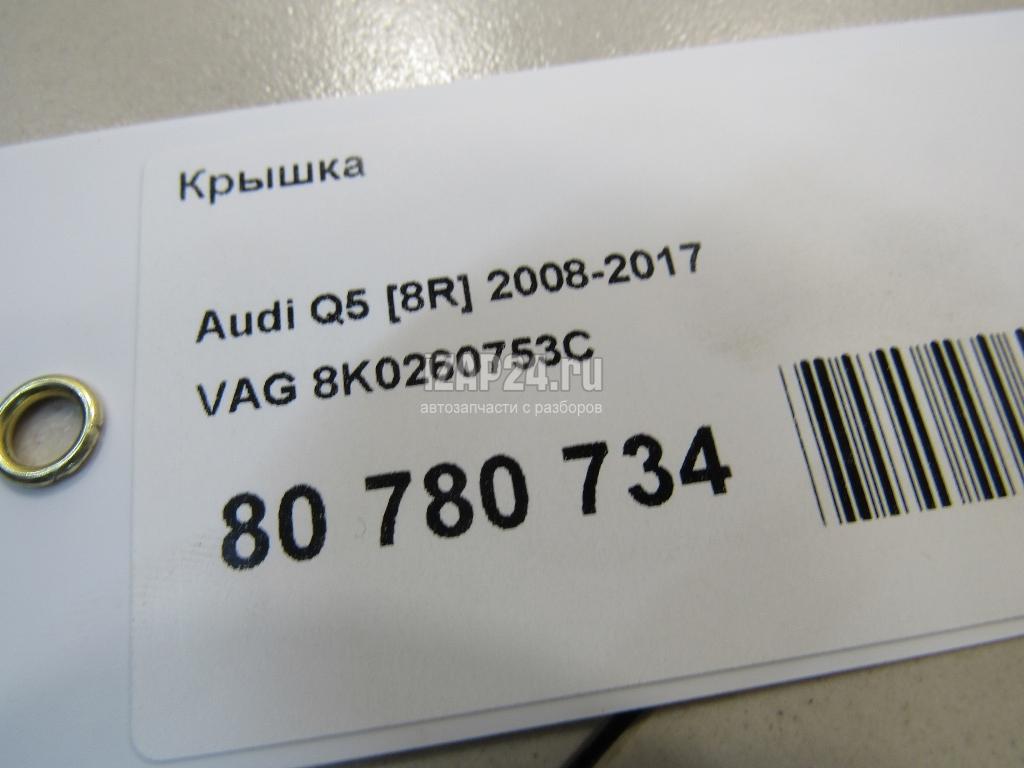 Крышка
Audi Q5 [8R] 2008-2017
VAG 8K0260753C
80 780 734
iZAP24.ru
автозапчасти с разборов